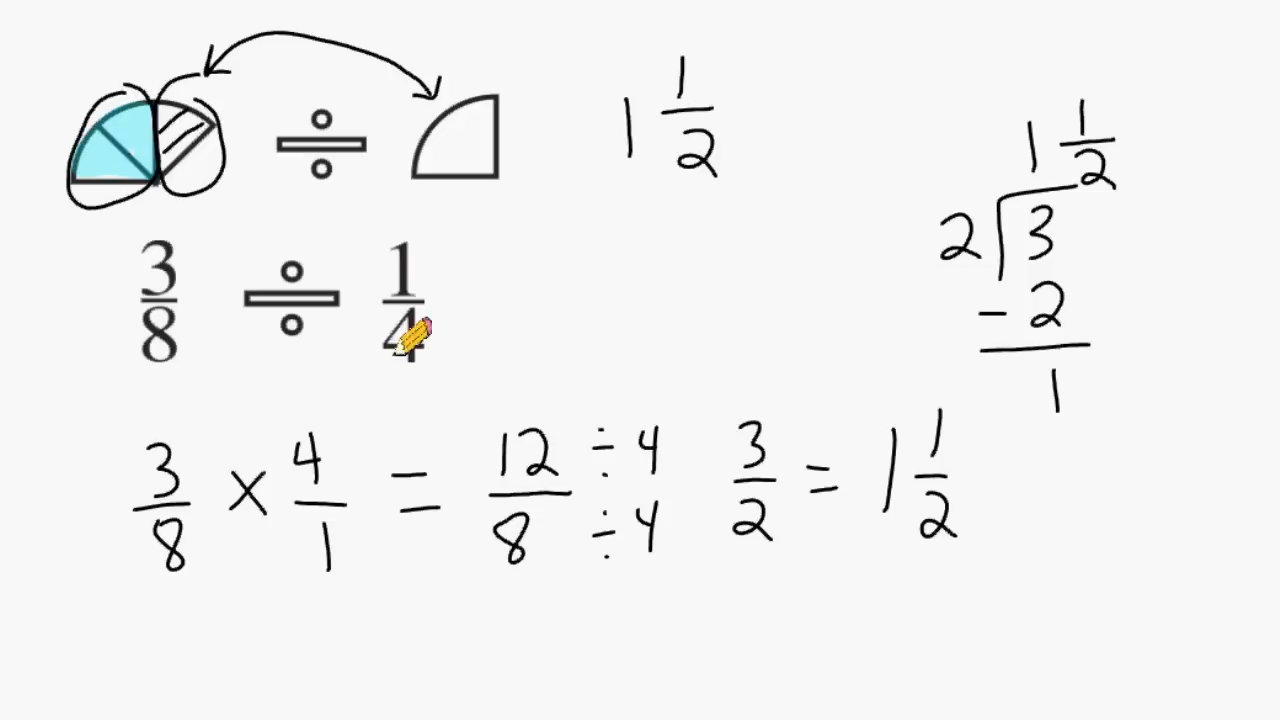 ÷ 1 1/2
3/8 ÷ 1/4
3/8 × 4/1 = 12/8 ÷4/÷4 3/2 = 1 1/2
1 1/2
2 3
- 2
1